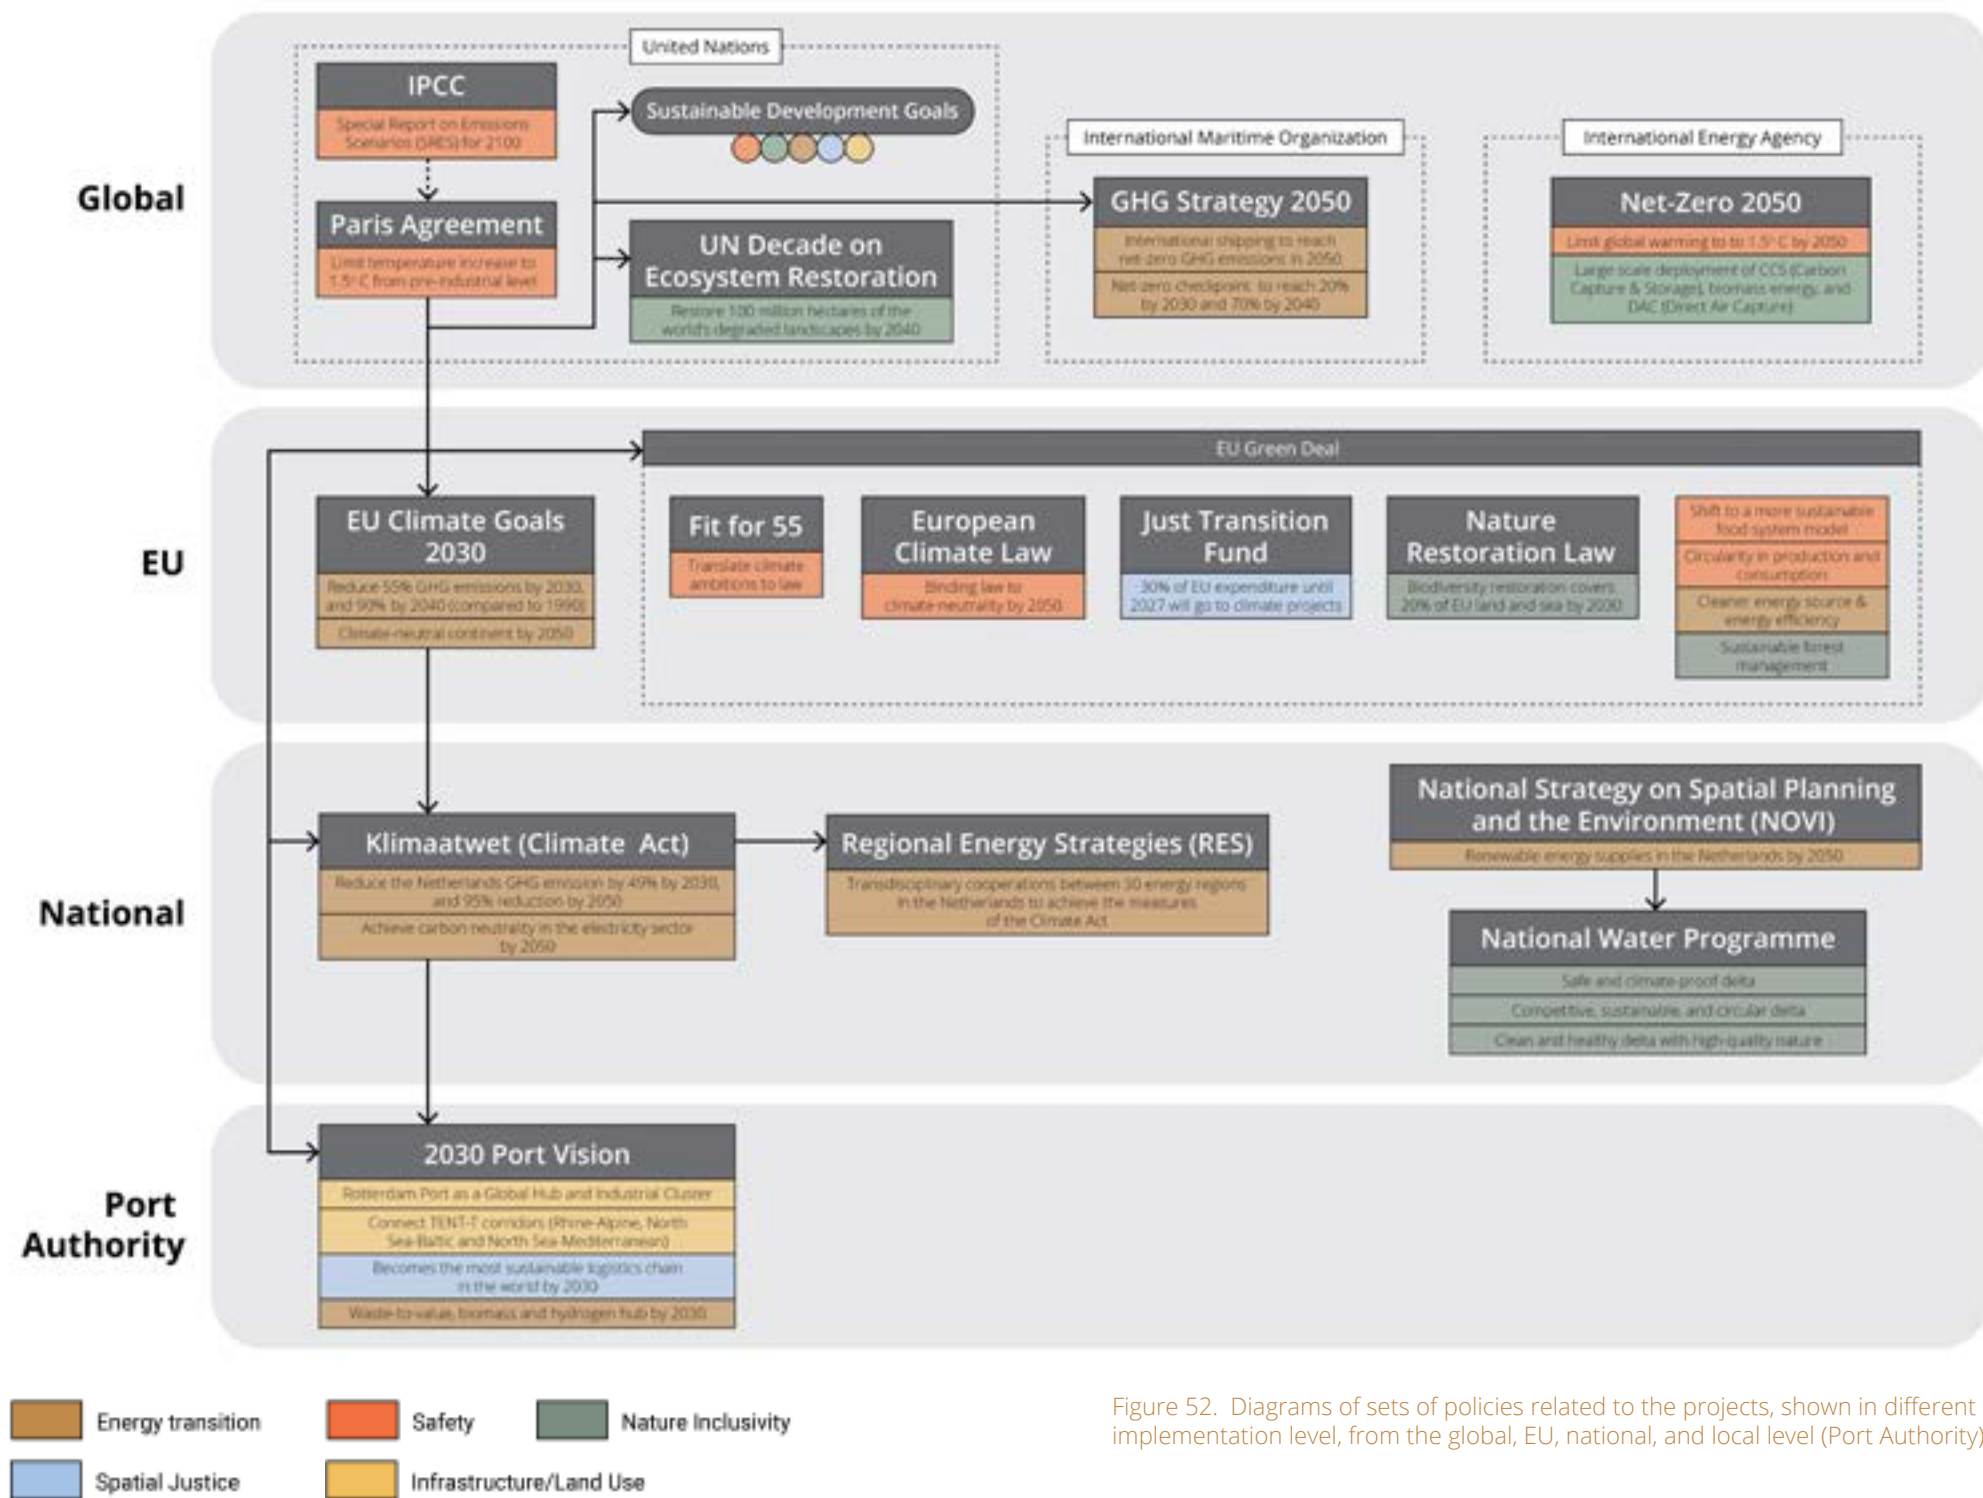 Global
United Nations
IPCC
Special Report on Emissions
Scenarios (SRES) for 2100
Paris Agreement
Limit temperature increase to
1.5° C from pre-industrial level
Sustainable Development Goals
UN Decade on
Ecosystem Restoration
Restore 100 million hectares of the
world's degraded landscapes by 2040
International Maritime Organization
GHG Strategy 2050
International shipping to reach
net-zero GHG emissions in 2050
Net-zero checkpoint to reach 20%
by 2030 and 70% by 2040
International Energy Agency
Net-Zero 2050
Limit global warming to to 1.5° C by 2050
Large scale deployment of CCS (Carbon
Capture & Storage), biomass energy, and
DAC (Direct Air Capture)
EU
EU Green Deal
EU Climate Goals
2030
Reduce 55% GHG emissions by 2030,
and 90% by 2040 (compared to 1990)
Climate-neutral continent by 2050
Fit for 55
Translate climate
ambitions to law
European
Climate Law
Binding law to
climate-neutrality by 2050
Just Transition
Fund
30% of EU expenditure until
2027 will go to climate projects
Nature
Restoration Law
Biodiversity restoration covers
20% of EU land and sea by 2030
Shift to a more sustainable
food system model
Circularity in production and
consumption
Cleaner energy source &
energy efficiency
Sustainable forest
management
National
Klimaatwet (Climate Act)
Reduce the Netherlands GHG emission by 49% by 2030,
and 95% reduction by 2050
Achieve carbon neutrality in the electricity sector
by 2050
Regional Energy Strategies (RES)
Transdisciplinary cooperations between 30 energy regions
in the Netherlands to achieve the measures
of the Climate Act
National Strategy on Spatial Planning
and the Environment (NOVI)
Renewable energy supplies in the Netherlands by 2050
National Water Programme
Safe and climate-proof delta
Competitive, sustainable, and circular delta
Clean and healthy delta with high-quality nature
Port
Authority
2030 Port Vision
Rotterdam Port as a Global Hub and Industrial Cluster
Connect TENT-T corridors (Rhine-Alpine, North
Sea-Baltic and North Sea-Mediterranean)
Becomes the most sustainable logistics chain
in the world by 2030
Waste-to-value, biomass and hydrogen hub by 2030
Energy transition
Safety
Nature Inclusivity
Spatial Justice
Infrastructure/Land Use
Figure 52. Diagrams of sets of policies related to the projects, shown in different
implementation level, from the global, EU, national, and local level (Port Authority)